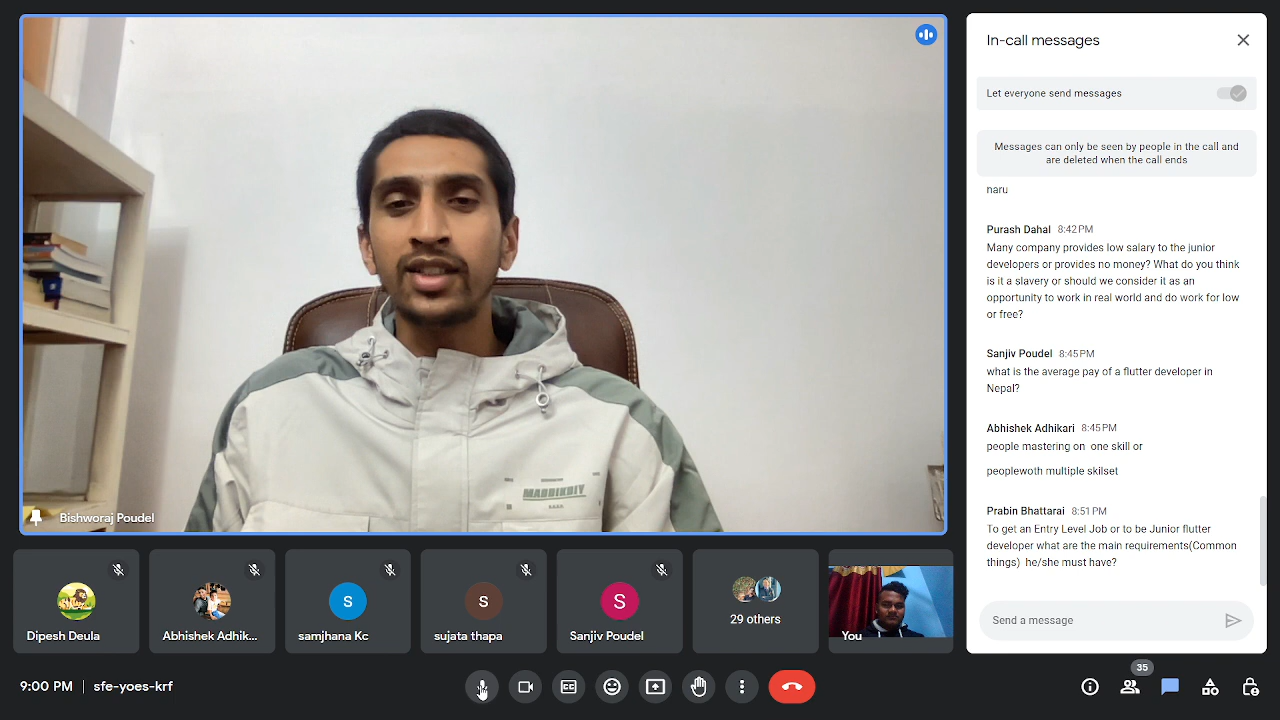 In-call messages
Let everyone send messages
Messages can only be seen by people in the call and
are deleted when the call ends
naru
Purash Dahal 8:42 PM
Many company provides low salary to the junior
developers or provides no money? What do you think
is it a slavery or should we consider it as an
opportunity to work in real world and do work for low
or free?
Sanjiv Poudel 8:45 PM
what is the average pay of a flutter developer in
Nepal?
Abhishek Adhikari 8:45 PM
people mastering on one skill or
peoplewoth multiple skilset
Prabin Bhattarai 8:51 PM
To get an Entry Level Job or to be Junior flutter
developer what are the main requirements(Common
things) he/she must have?
Send a message
MADDIKDIY
Bishworaj Poudel
Dipesh Deula
Abhishek Adhik...
S
samjhana Kc
S
sujata thapa
S
Sanjiv Poudel
29 others
You
9:00 PM | sfe-yoes-krf
35